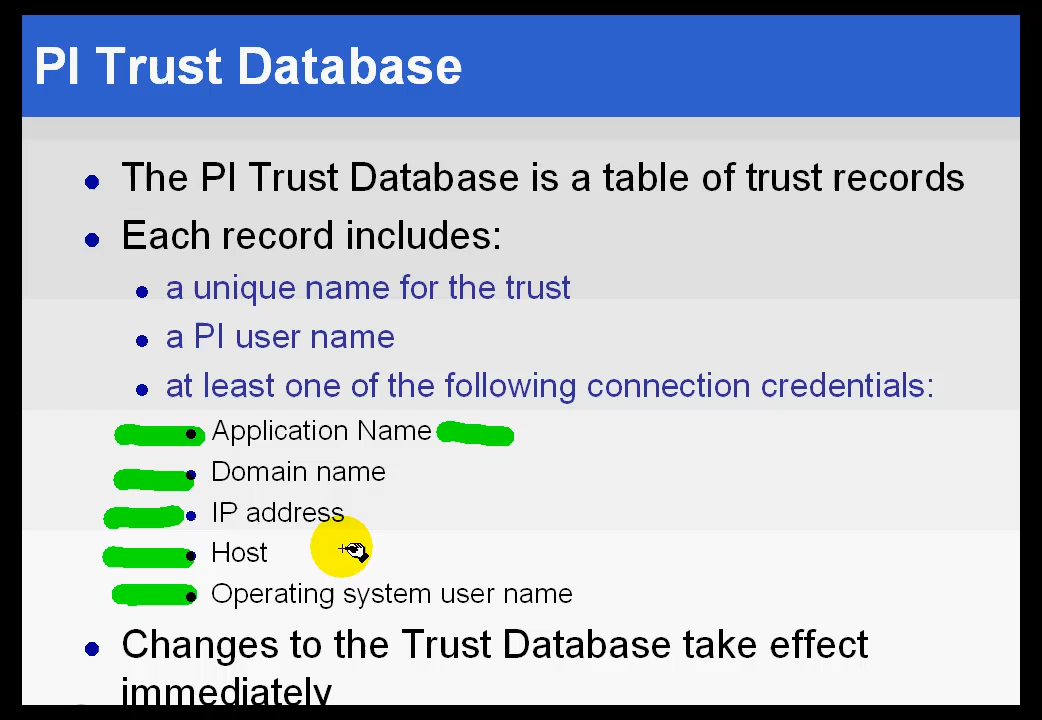 PI Trust Database
The PI Trust Database is a table of trust records
Each record includes:
a unique name for the trust
a PI user name
at least one of the following connection credentials:
Application Name
Domain name
IP address
Host
Operating system user name
Changes to the Trust Database take effect
immediately